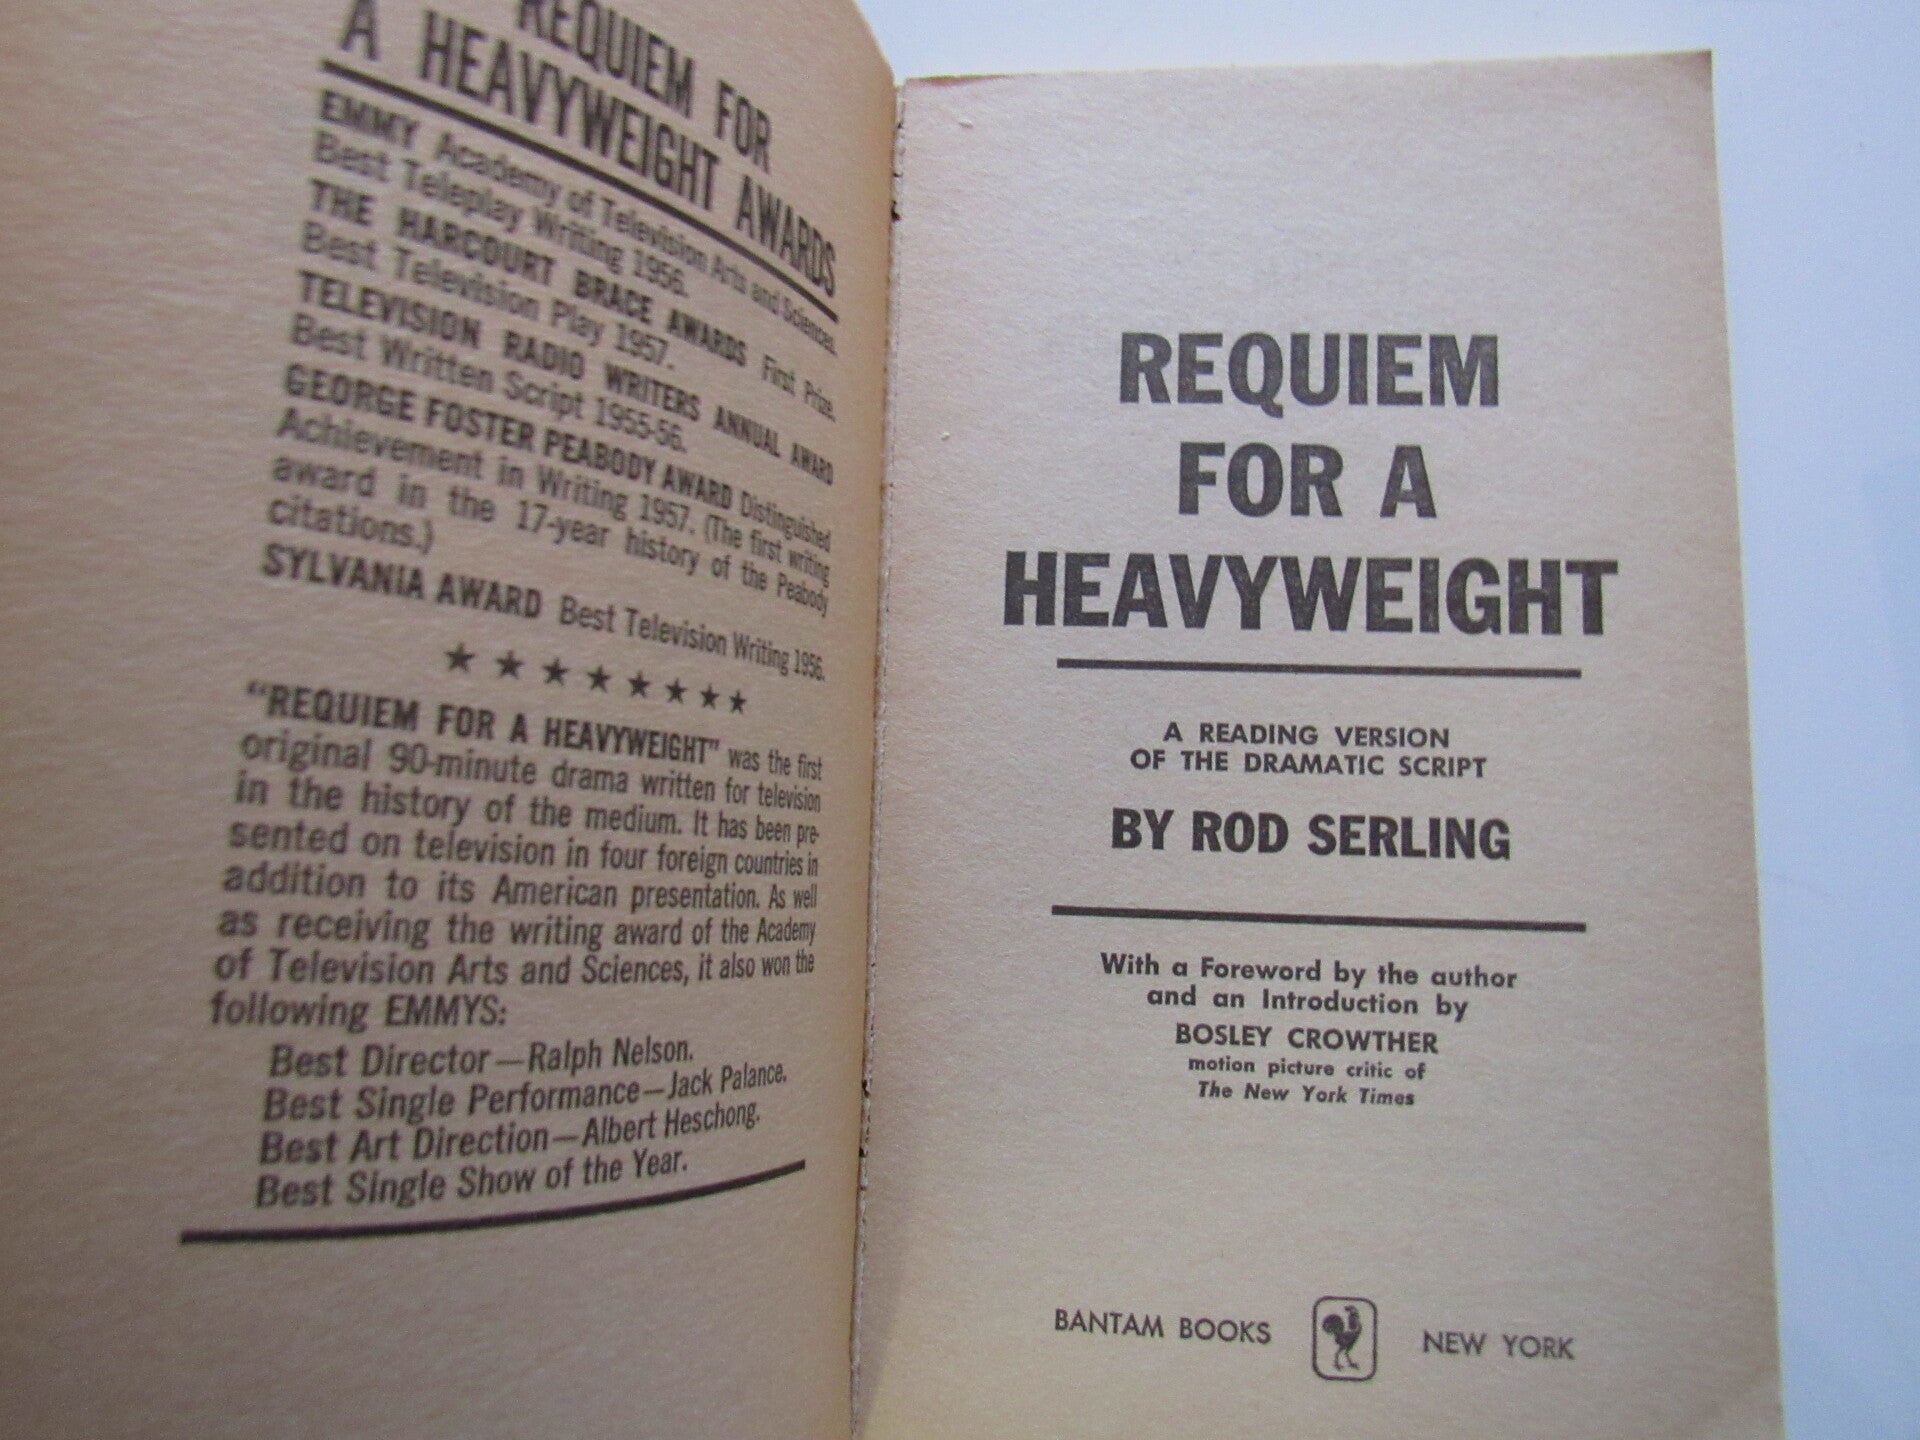 REQUIEM FOR
A HEAVYWEIGHT AWARDS
EMMY Academy of Television Arts and Sciences.
Best Teleplay Writing 1956.
THE HARCOURT BRACE AWARDS First Prize.
Best Television Play 1957.
TELEVISION RADIO WRITERS ANNUAL AWARD
Best Written Script 1955-56.
GEORGE FOSTER PEABODY AWARD Distinguished
Achievement in Writing 1957. (The first writing
award in the 17-year history of the Peabody
citations.)
SYLVANIA AWARD Best Television Writing 1956.
★ ★ ★ ★ ★ ★ ★ ★
"REQUIEM FOR A HEAVYWEIGHT" was the first
original 90-minute drama written for television
in the history of the medium. It has been pre-
sented on television in four foreign countries in
addition to its American presentation. As well
as receiving the writing award of the Academy
of Television Arts and Sciences, it also won the
following EMMYS:
Best Director—Ralph Nelson.
Best Single Performance—Jack Palance.
Best Art Direction—Albert Heschong.
Best Single Show of the Year.
REQUIEM
FOR A
HEAVYWEIGHT
A READING VERSION
OF THE DRAMATIC SCRIPT
BY ROD SERLING
With a Foreword by the author
and an Introduction by
BOSLEY CROWTHER
motion picture critic of
The New York Times
BANTAM BOOKS NEW YORK